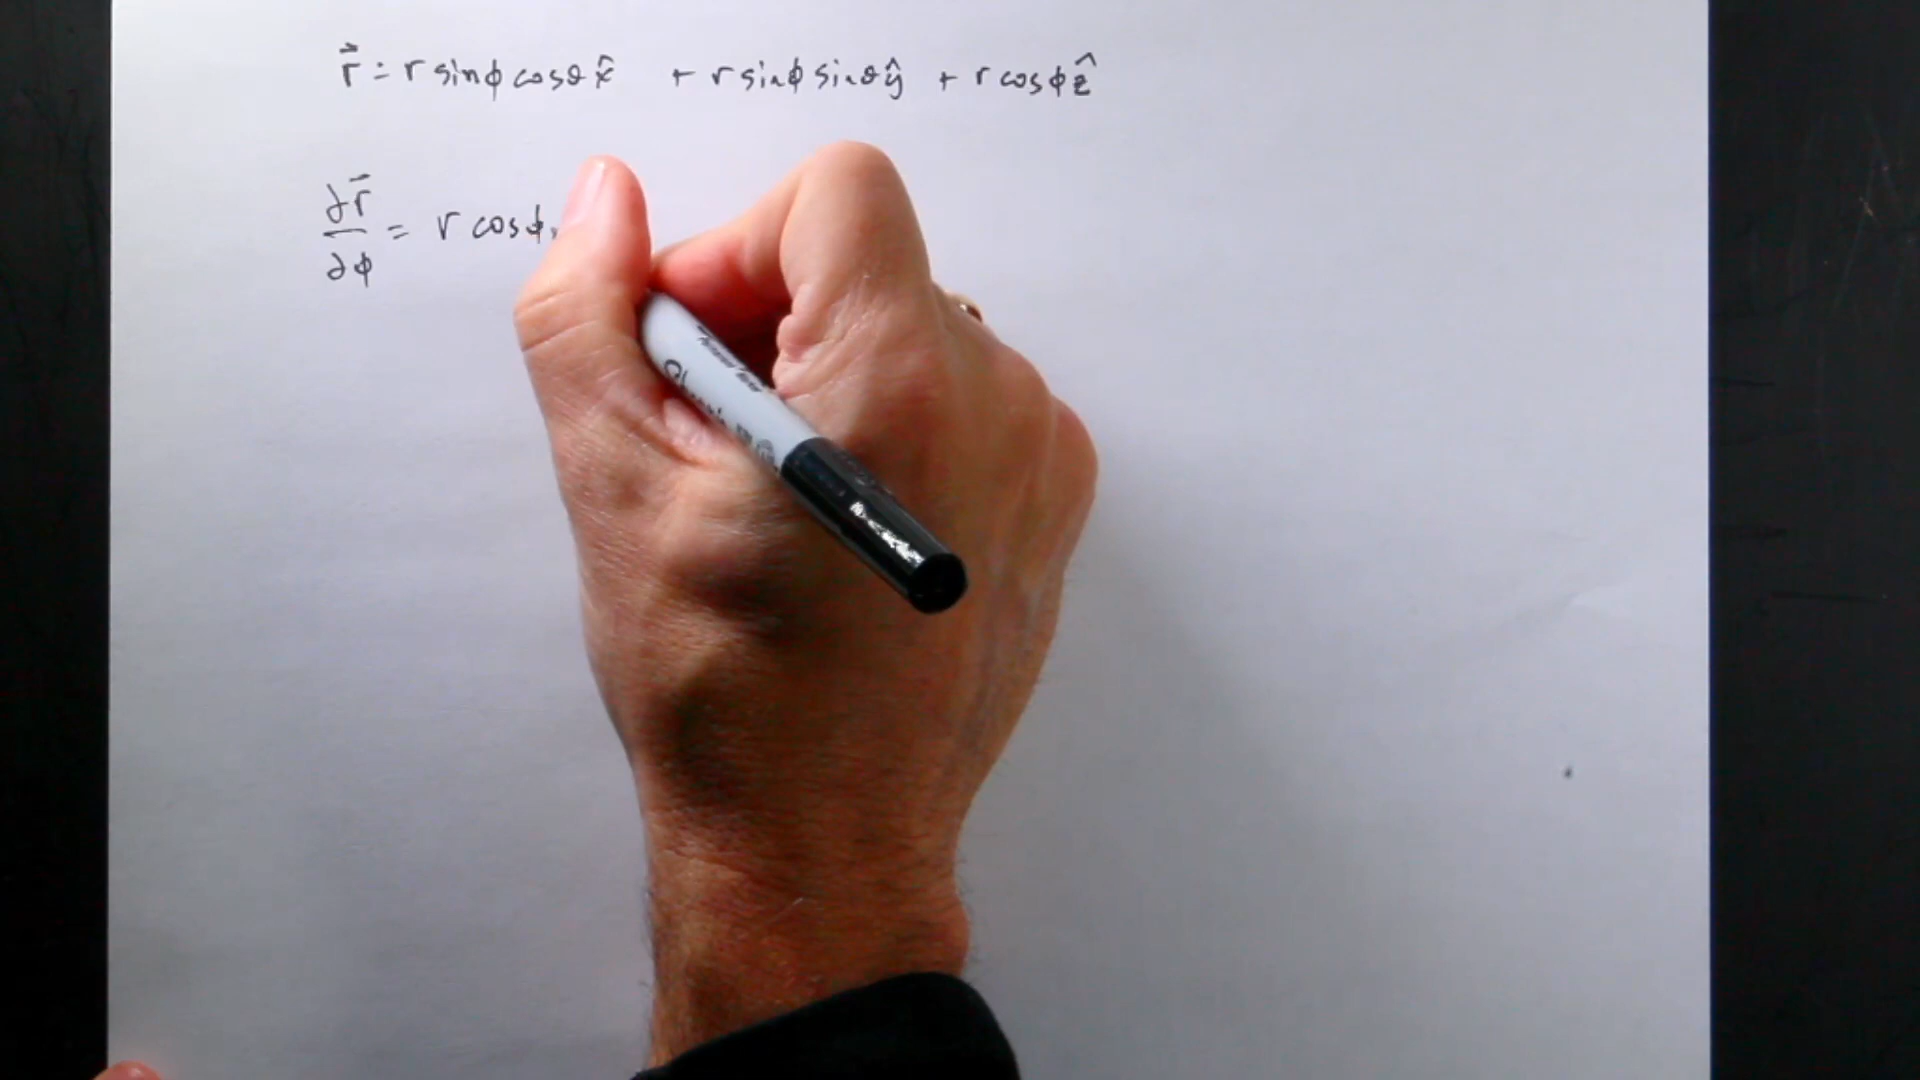 r⃗ = r sinϕ cosθ x̂ + r sinϕ sinθ ŷ + r cosϕ ẑ
∂r⃗/∂ϕ = r cosϕ